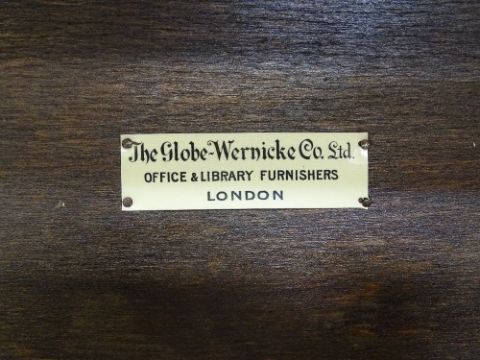 The Globe-Wernicke Co. Ltd.
OFFICE & LIBRARY FURNISHERS
LONDON